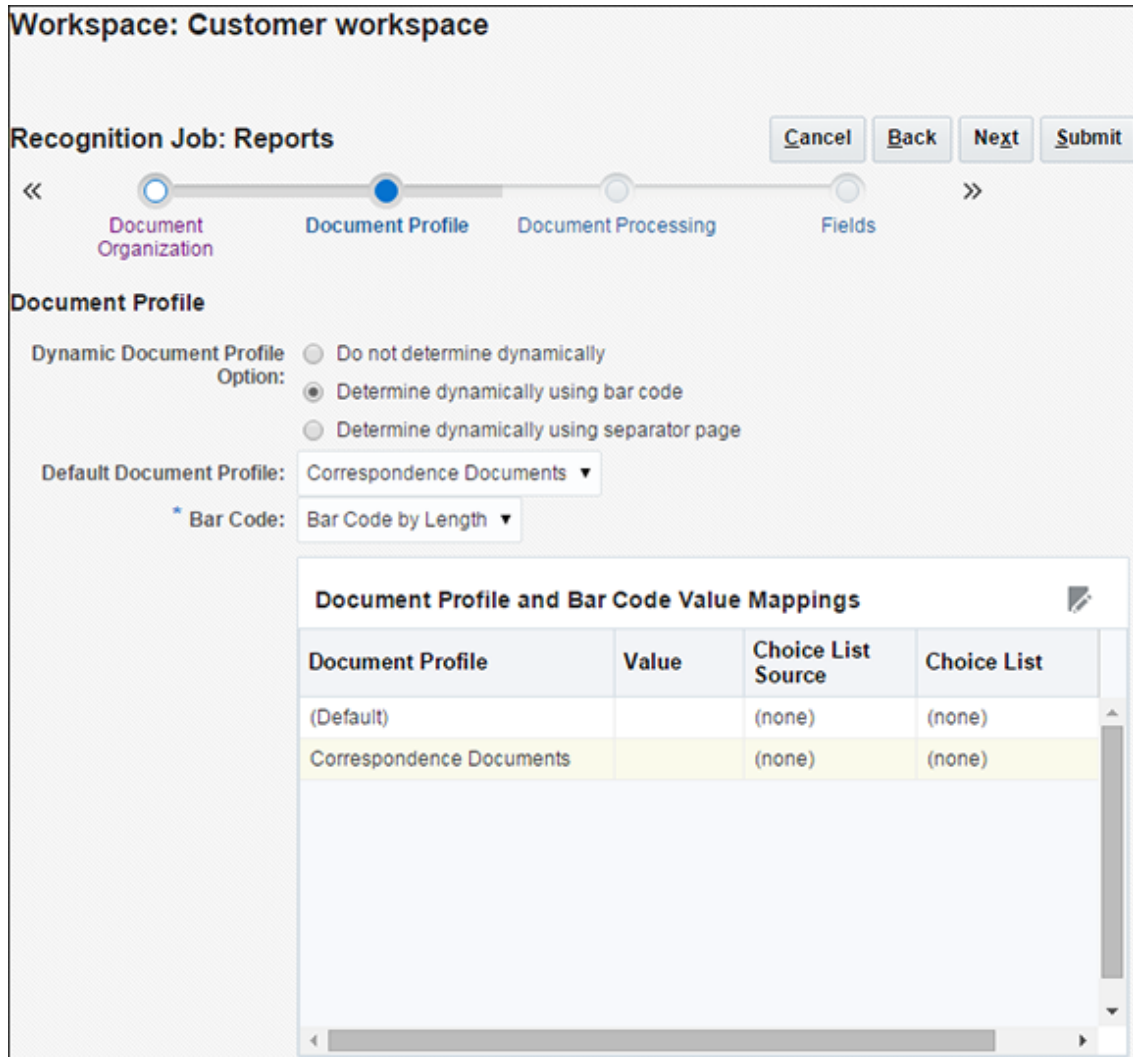 Workspace: Customer workspace
Recognition Job: Reports
Cancel
Back
Next
Submit
«
»
Document
Organization
Document Profile
Document Processing
Fields
Document Profile
Dynamic Document Profile
Option:
Do not determine dynamically
Determine dynamically using bar code
Determine dynamically using separator page
Default Document Profile: Correspondence Documents ▼
* Bar Code: Bar Code by Length ▼
Document Profile and Bar Code Value Mappings
Document Profile Value Choice List
Source Choice List
(Default) (none) (none)
Correspondence Documents (none) (none)